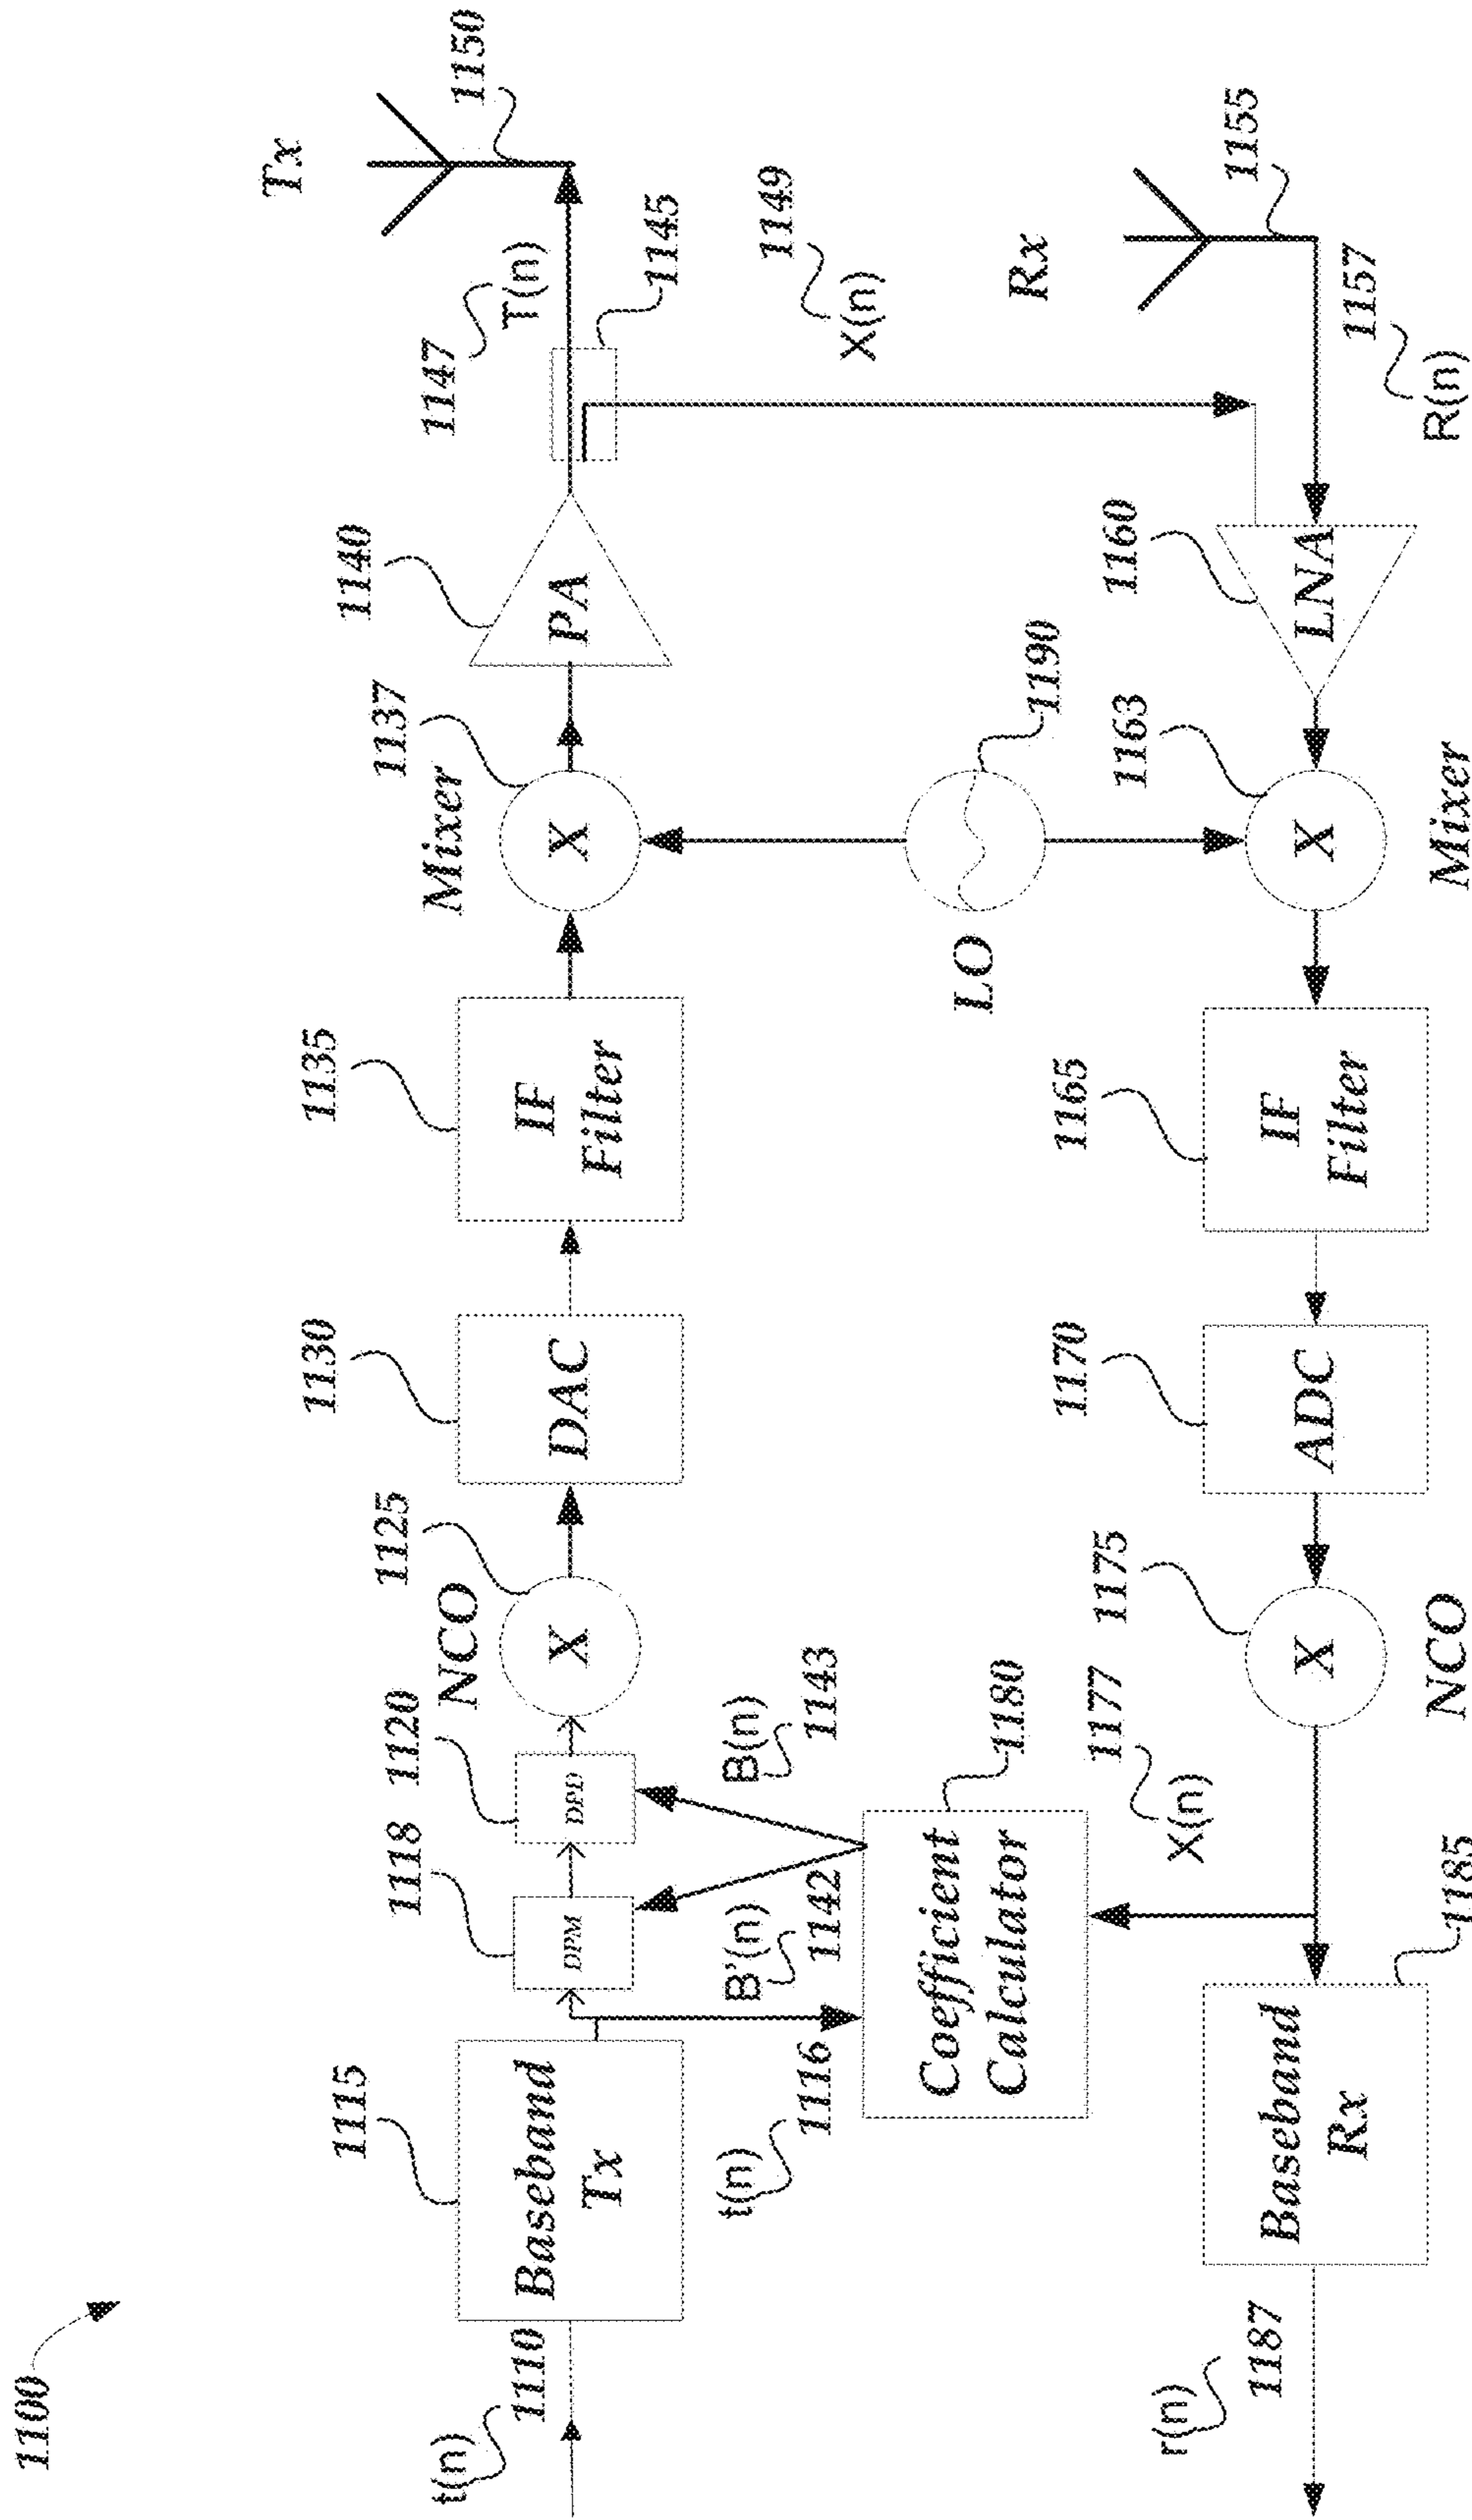 1100
t(n)
1110
1115
Baseband
Tx
t(n)
1116
1118
DPM
B'(n)
1142
1120
DPD
B(n)
1143
NCO
1125
X
1130
DAC
1135
IF
Filter
Mixer
1137
X
1140
PA
1147
T(n)
1145
Tx
1150
1149
X(n)
LO
1190
Coefficient
Calculator
1180
Rx
1155
1157
R(n)
1160
LNA
1163
X
Mixer
1165
IF
Filter
1170
ADC
1175
X
NCO
1177
X(n)
1185
Baseband
Rx
r(n)
1187